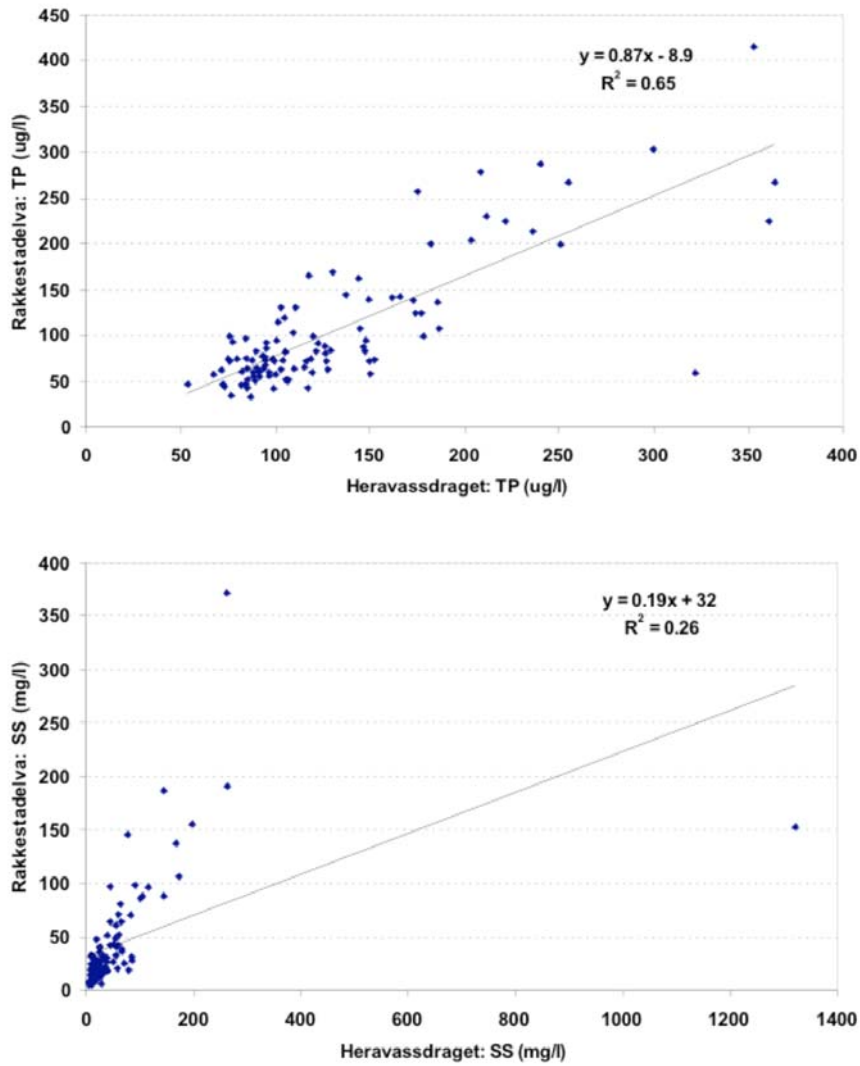 450
400
350
300
250
200
150
100
50
0
Rakkestadelva: TP (ug/l)
y = 0.87x - 8.9
R² = 0.65
0 50 100 150 200 250 300 350 400
Heravassdraget: TP (ug/l)
400
350
300
250
200
150
100
50
0
Rakkestadelva: SS (mg/l)
y = 0.19x + 32
R² = 0.26
0 200 400 600 800 1000 1200 1400
Heravassdraget: SS (mg/l)